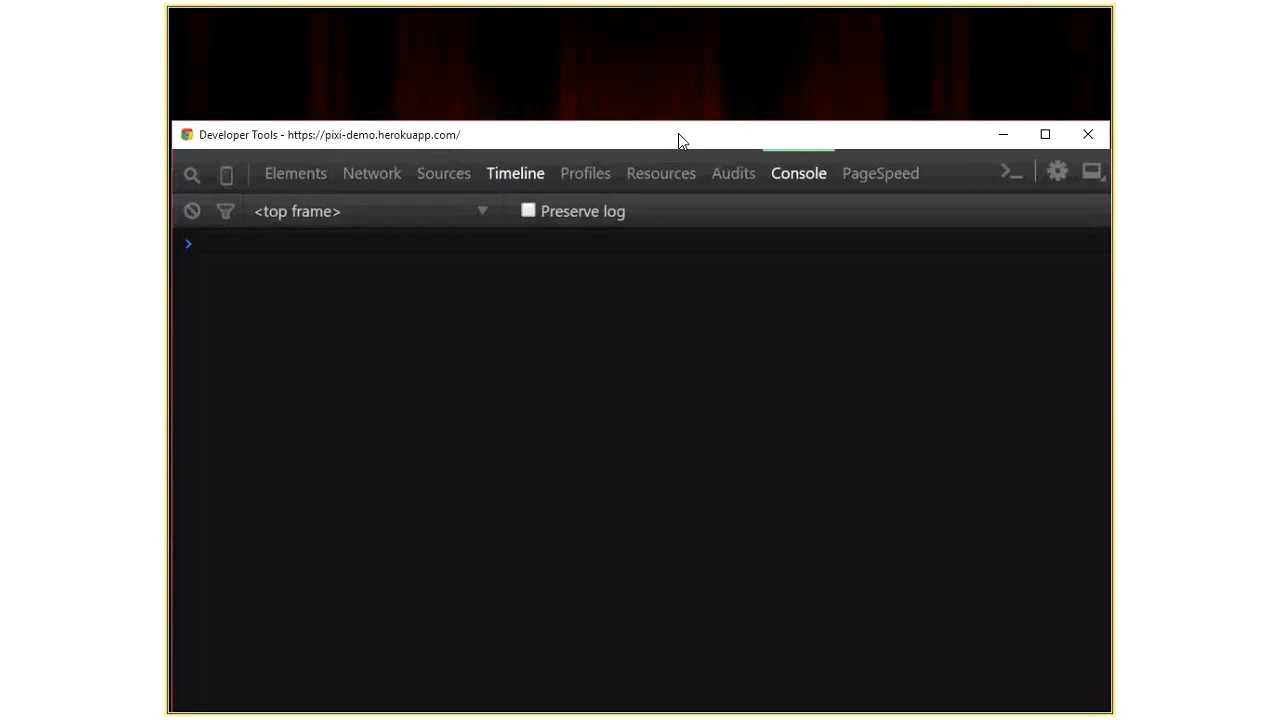 Developer Tools - https://pixi-demo.herokuapp.com/
Elements Network Sources Timeline Profiles Resources Audits Console PageSpeed
<top frame> Preserve log